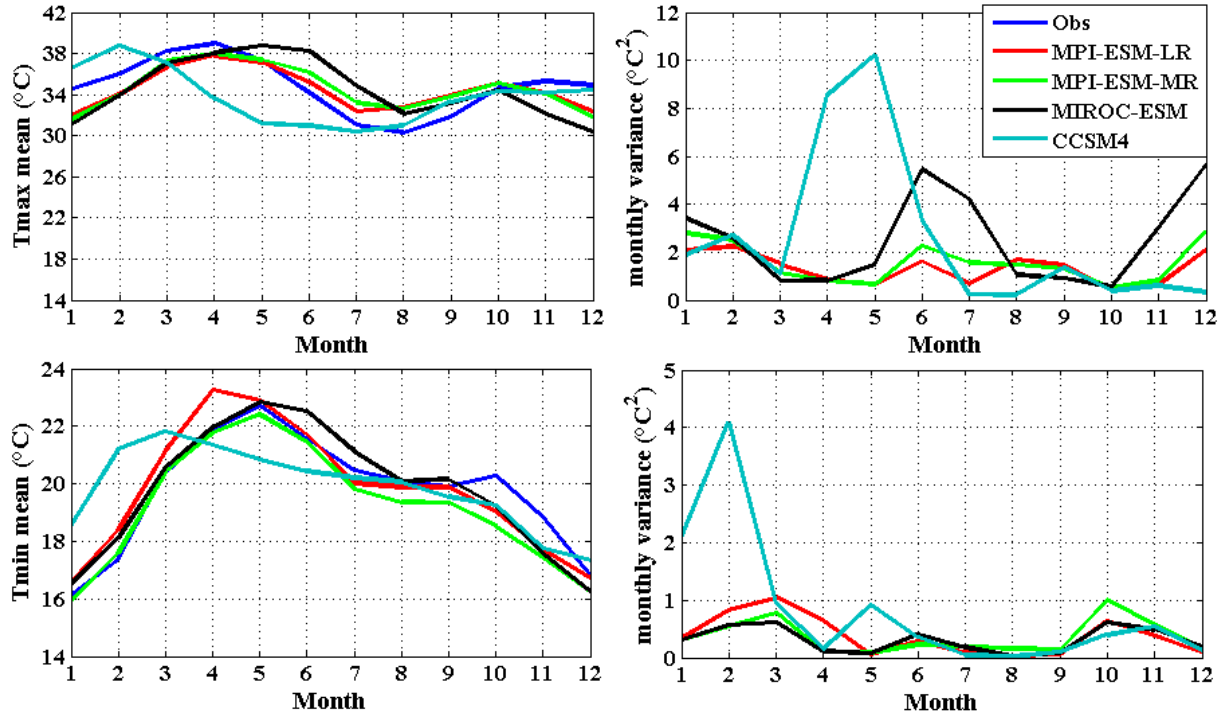 Tmax mean (°C)
42
38
34
30
26
22
18
14
1 2 3 4 5 6 7 8 9 10 11 12
Month
monthly variance (°C²)
12
10
8
6
4
2
0
1 2 3 4 5 6 7 8 9 10 11 12
Month
Obs
MPI-ESM-LR
MPI-ESM-MR
MIROC-ESM
CCSM4
Tmin mean (°C)
24
22
20
18
16
14
1 2 3 4 5 6 7 8 9 10 11 12
Month
monthly variance (°C²)
5
4
3
2
1
0
1 2 3 4 5 6 7 8 9 10 11 12
Month